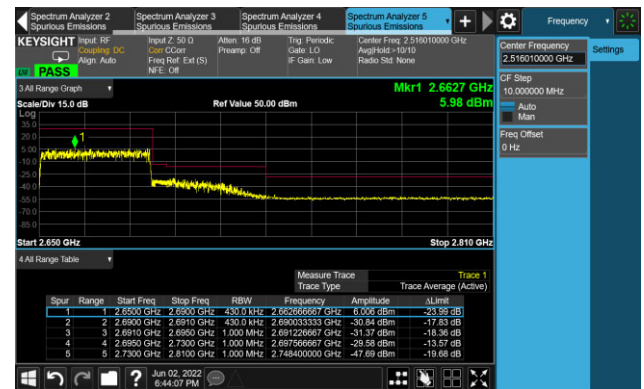 Spectrum Analyzer 2
Spurious Emissions
Spectrum Analyzer 3
Spurious Emissions
Spectrum Analyzer 4
Spurious Emissions
Spectrum Analyzer 5
Spurious Emissions
+
Frequency
KEYSIGHT
Input: RF
Coupling: DC
Align: Auto
Input Z: 50 Ω
Corr CCorr
Freq Ref: Ext (S)
NFE: Off
Atten: 16 dB
Preamp: Off
Trig: Periodic
Gate: LO
IF Gain: Low
Center Freq: 2.516010000 GHz
Avg|Hold:>10/10
Radio Std: None
PASS
Center Frequency
2.516010000 GHz
Settings
CF Step
10.000000 MHz
Auto
Man
Freq Offset
0 Hz
3 All Range Graph
Mkr1 2.6627 GHz
5.98 dBm
Scale/Div 15.0 dB
Ref Value 50.00 dBm
Log
35.0
20.0
5.00
-10.0
-25.0
-40.0
-55.0
-70.0
-85.0
1
Start 2.650 GHz
Stop 2.810 GHz
4 All Range Table
Measure Trace Trace 1
Trace Type Trace Average (Active)
Spur Range Start Freq Stop Freq RBW Frequency Amplitude ΔLimit
1 1 2.6500 GHz 2.6900 GHz 430.0 kHz 2.662666667 GHz 6.006 dBm -23.99 dB
2 2 2.6900 GHz 2.6910 GHz 430.0 kHz 2.690033333 GHz -30.84 dBm -17.83 dB
3 3 2.6910 GHz 2.6950 GHz 1.000 MHz 2.691226667 GHz -31.37 dBm -18.36 dB
4 4 2.6950 GHz 2.7300 GHz 1.000 MHz 2.697566667 GHz -29.58 dBm -13.57 dB
5 5 2.7300 GHz 2.8100 GHz 1.000 MHz 2.748400000 GHz -47.69 dBm -19.68 dB
?
Jun 02, 2022
6:44:07 PM